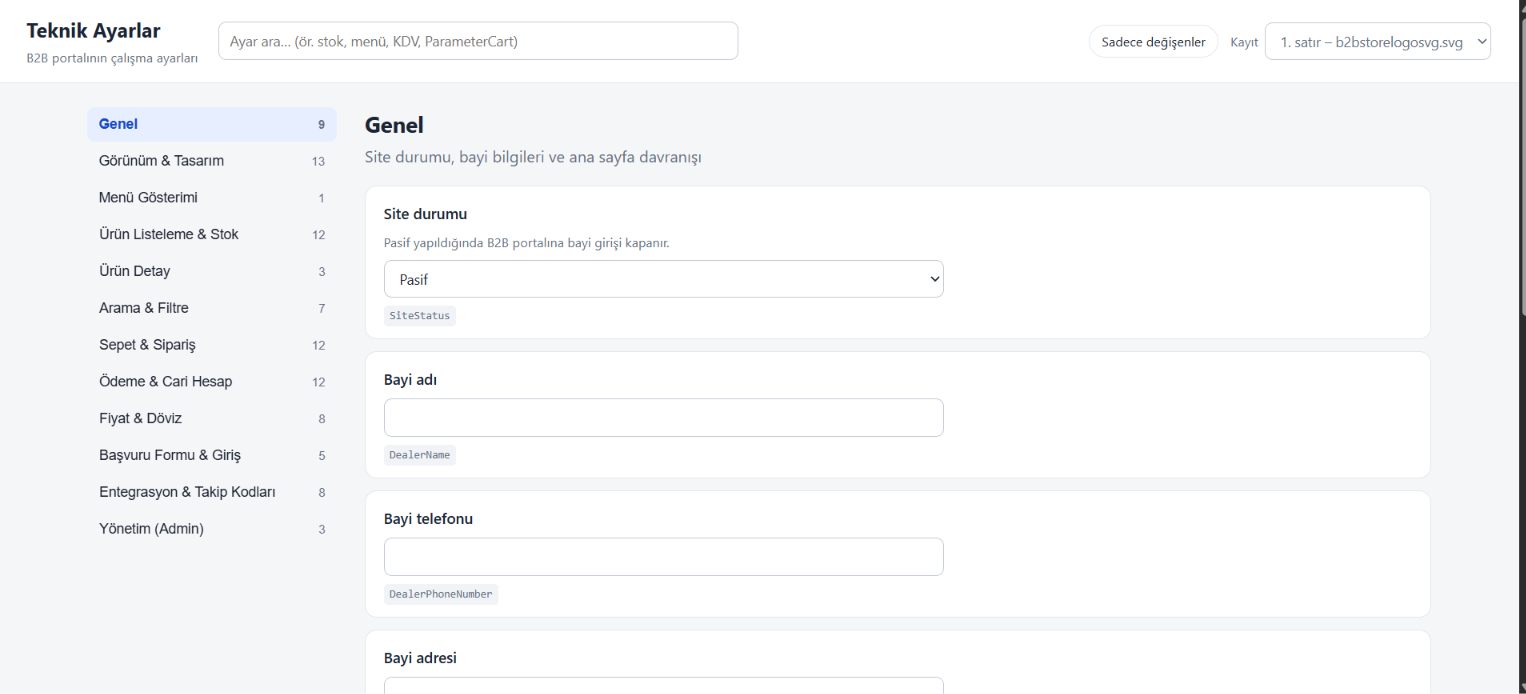 Teknik Ayarlar
B2B portalının çalışma ayarları
Ayar ara... (ör. stok, menü, KDV, ParameterCart)
Sadece değişenler
Kayıt
1. satır – b2bstorelogosvg.svg
Genel 9
Görünüm & Tasarım 13
Menü Gösterimi 1
Ürün Listeleme & Stok 12
Ürün Detay 3
Arama & Filtre 7
Sepet & Sipariş 12
Ödeme & Cari Hesap 12
Fiyat & Döviz 8
Başvuru Formu & Giriş 5
Entegrasyon & Takip Kodları 8
Yönetim (Admin) 3
Genel
Site durumu, bayi bilgileri ve ana sayfa davranışı
Site durumu
Pasif yapıldığında B2B portalına bayi girişi kapanır.
Pasif
SiteStatus
Bayi adı
DealerName
Bayi telefonu
DealerPhoneNumber
Bayi adresi